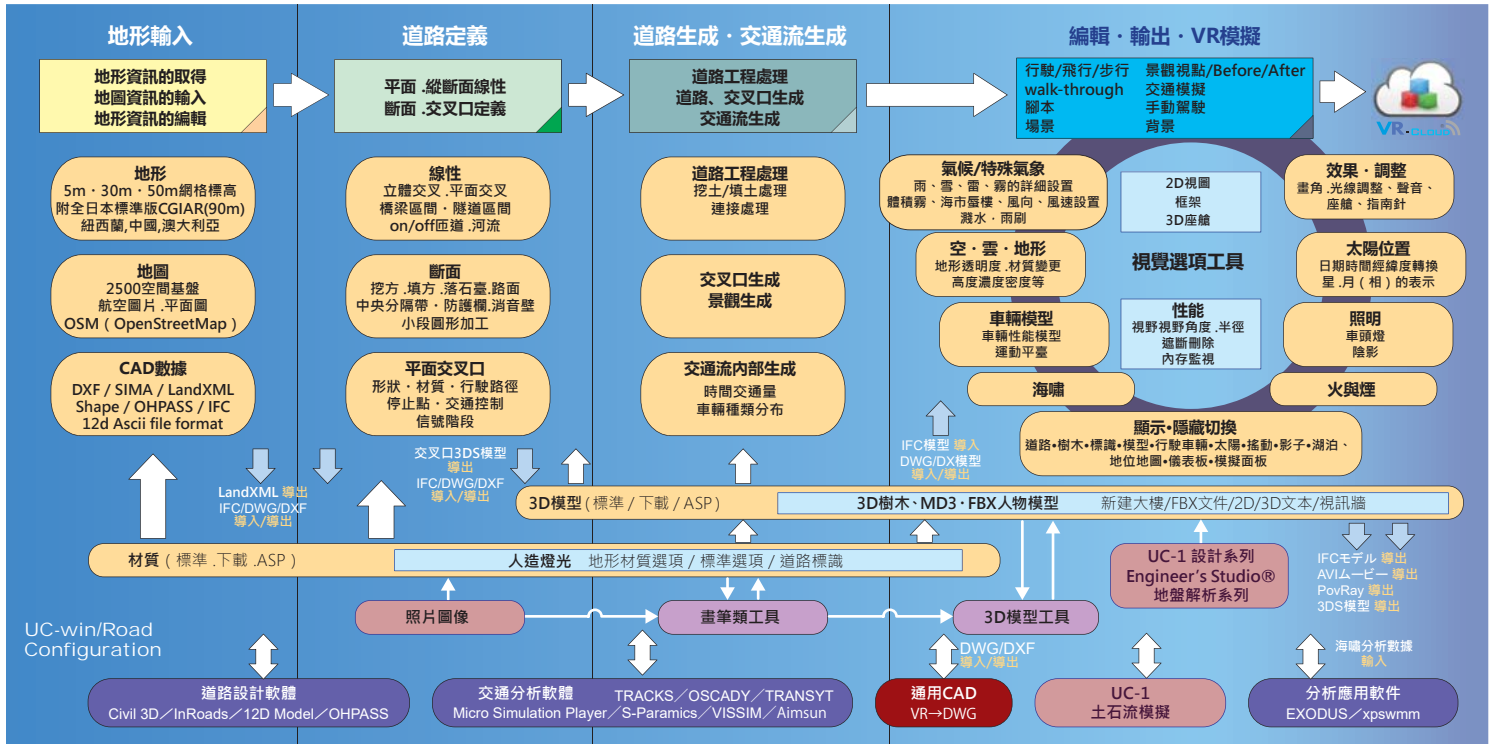 地形輸入
地形資訊的取得
地圖資訊的輸入
地形資訊的編輯
地形
5m．30m．50m網格標高
附全日本標準版CGIAR(90m)
紐西蘭,中國,澳大利亞
地圖
2500空間基盤
航空圖片 .平面圖
OSM（OpenStreetMap）
CAD數據
DXF / SIMA / LandXML
Shape / OHPASS / IFC
12d Ascii file format
LandXML 導出
IFC/DWG/DXF
導入/導出
道路定義
平面 .縱斷面線性
斷面 .交叉口定義
線性
立體交叉 .平面交叉
橋梁區間．隧道區間
on/off匝道 .河流
斷面
挖方 .填方 .落石臺.路面
中央分隔帶．防護欄.消音壁
小段圓形加工
平面交叉口
形狀．材質．行駛路徑
停止點．交通控制
信號階段
交叉口3DS模型
導出
IFC/DWG/DXF
導入/導出
道路生成．交通流生成
道路工程處理
道路、交叉口生成
交通流生成
道路工程處理
挖土/填土處理
連接處理
交叉口生成
景觀生成
交通流內部生成
時間交通量
車輛種類分布
編輯．輸出．VR模擬
行駛/飛行/步行 景觀視點/Before/After
walk-through 交通模擬
腳本 手動駕駛
場景 背景
VR-CLOUD
氣候/特殊氣象
雨、雪、雷、霧的詳細設置
體積霧、海市蜃樓、風向、風速設置
濺水．雨刷
空．雲．地形
地形透明度 .材質變更
高度濃度密度等
車輛模型
車輛性能模型
運動平臺
海嘯
2D視圖
框架
3D座艙
視覺選項工具
性能
視野視野角度 .半徑
遮斷刪除
內存監視
效果．調整
畫角 .光線調整、聲音、
座艙、指南針
太陽位置
日期時間經緯度轉換
星 .月（相）的表示
照明
車頭燈
陰影
火與煙
顯示•隱藏切換
道路•樹木•標識•模型•行駛車輛•太陽•搖動•影子•湖泊、
地位地圖•儀表板•模擬面板
IFC模型 導入
DWG/DX模型
導入/導出
3D模型（標準 / 下載 / ASP） 3D樹木、MD3．FBX人物模型 新建大樓/FBX文件/2D/3D文本/視訊牆
材質（標準 .下載 .ASP） 人造燈光 地形材質選項 / 標準選項 / 道路標識
UC-1 設計系列
Engineer's Studio®
地盤解析系列
IFCモデル 導出
AVIムービー 導出
PovRay 導出
3DS模型 導出
照片圖像
畫筆類工具
3D模型工具
UC-win/Road
Configuration
DWG/DXF
導入/導出
海嘯分析數據
輸入
道路設計軟體
Civil 3D／InRoads／12D Model／OHPASS
交通分析軟體 TRACKS／OSCADY／TRANSYT
Micro Simulation Player／S-Paramics／VISSIM／Aimsun
通用CAD
VR→DWG
UC-1
土石流模擬
分析應用軟件
EXODUS／xpswmm